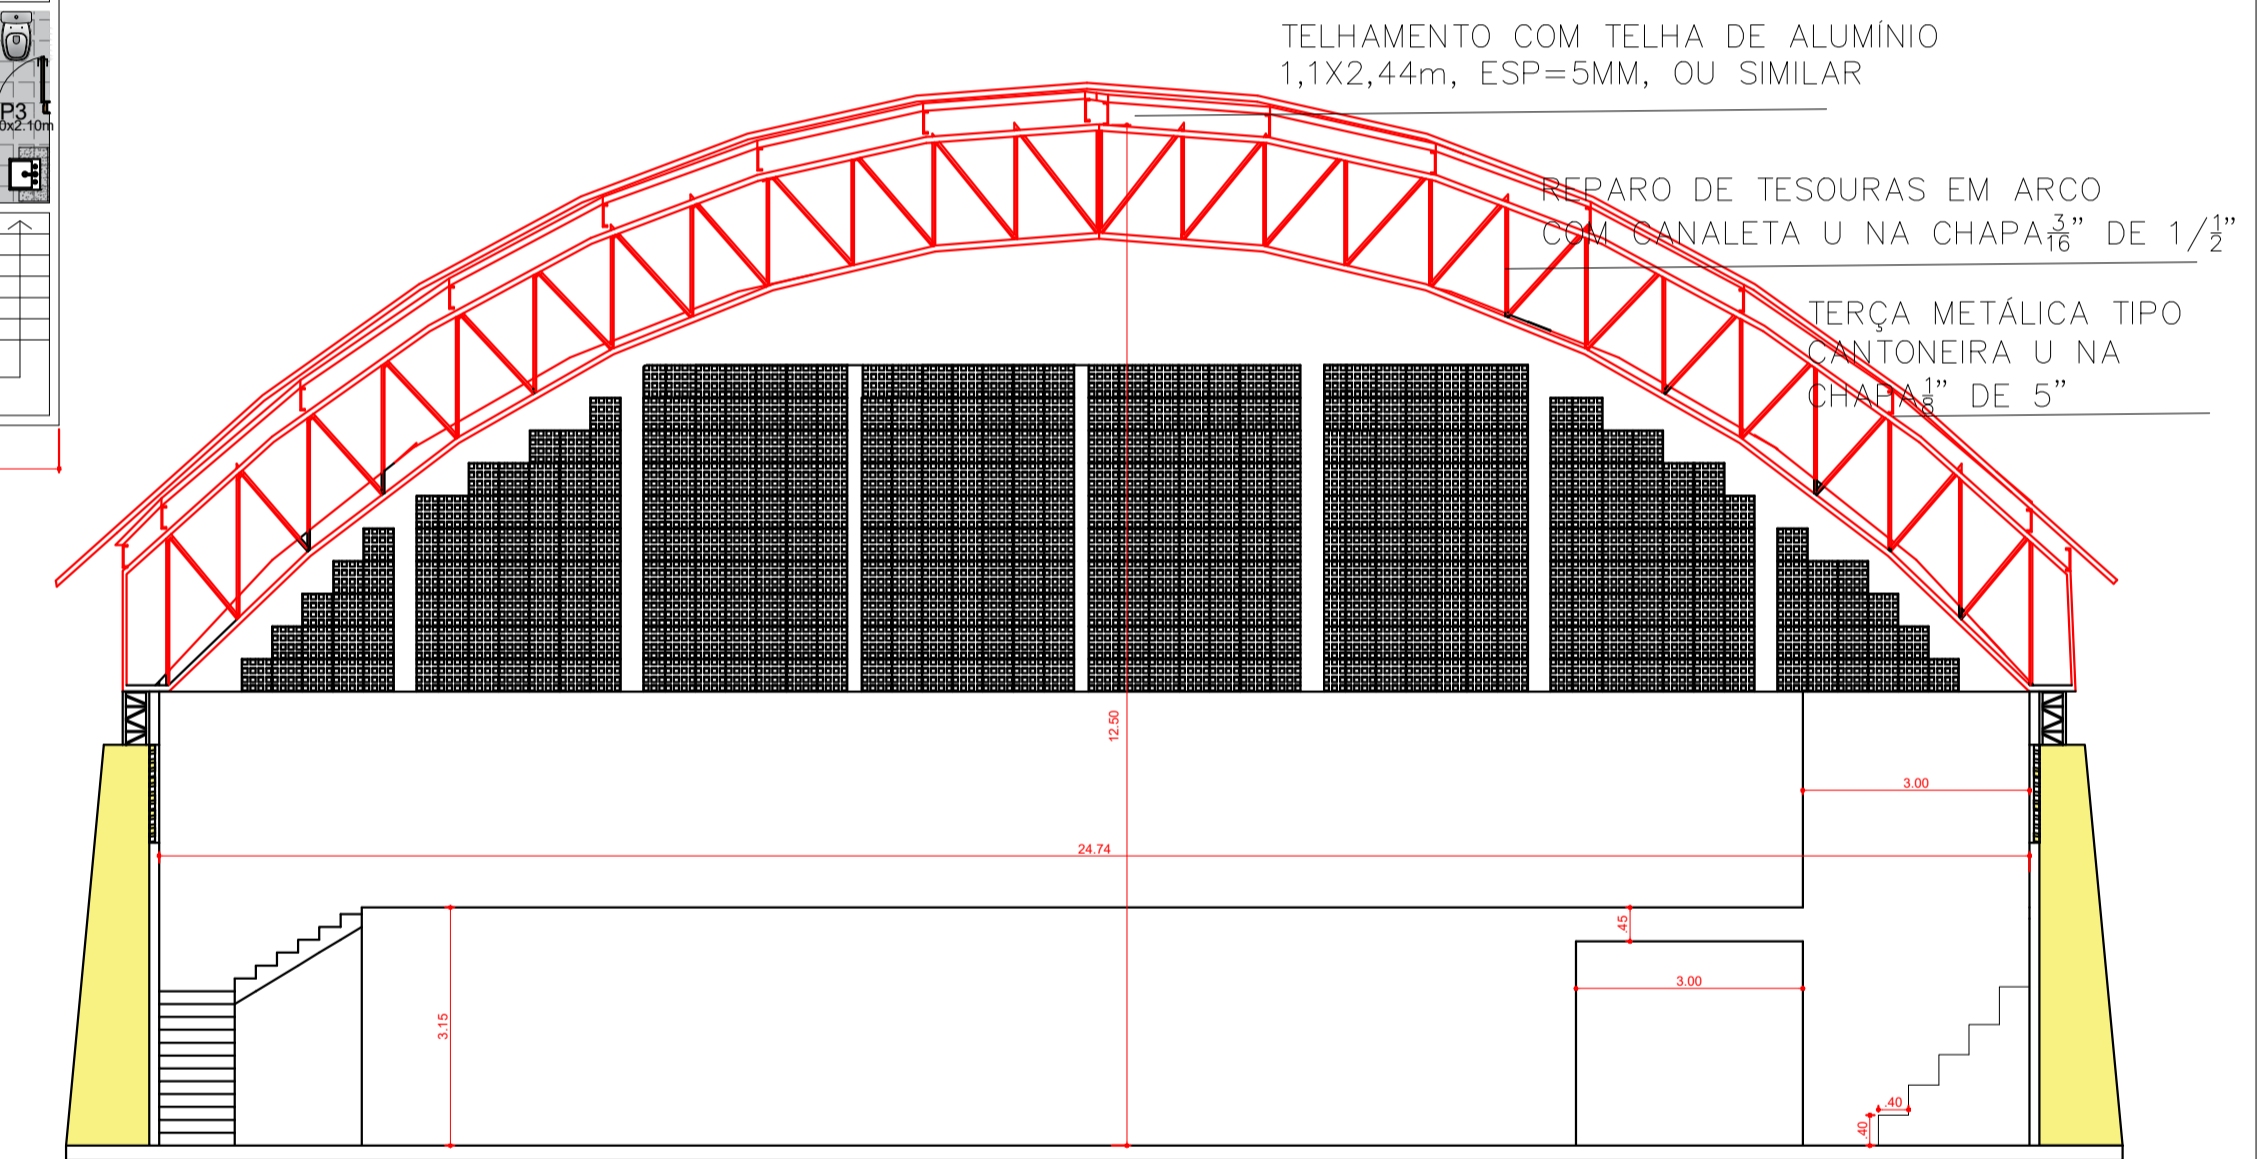 TELHAMENTO COM TELHA DE ALUMÍNIO
1,1X2,44m, ESP=5MM, OU SIMILAR
P3
0x2.10m
REPARO DE TESOURAS EM ARCO
COM CANALETA U NA CHAPA 3/16" DE 1/1/2"
TERÇA METÁLICA TIPO
CANTONEIRA U NA
CHAPA 1/8" DE 5"
12.50
3.00
24.74
.45
3.00
3.15
.40
.40